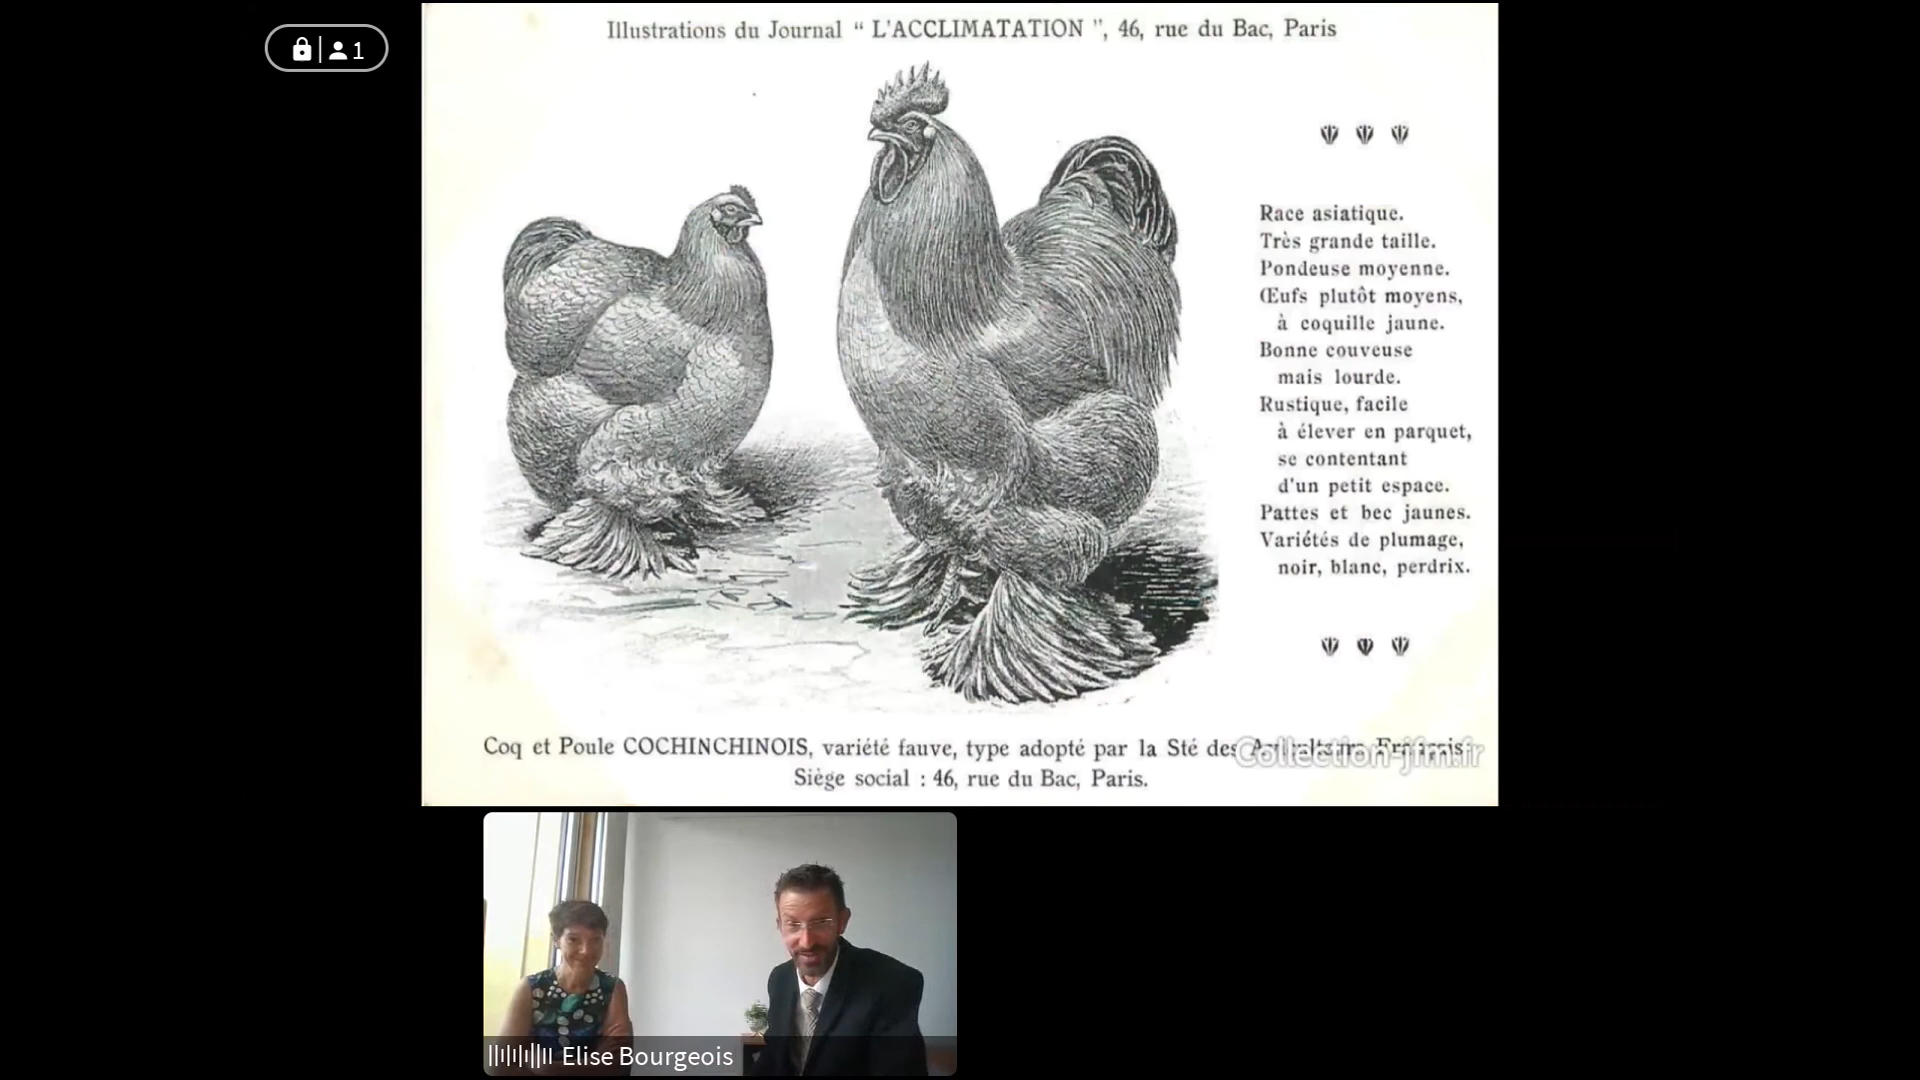 Illustrations du Journal “ L'ACCLIMATATION ”, 46, rue du Bac, Paris
1
Race asiatique.
Très grande taille.
Pondeuse moyenne.
Œufs plutôt moyens,
à coquille jaune.
Bonne couveuse
mais lourde.
Rustique, facile
à élever en parquet,
se contentant
d'un petit espace.
Pattes et bec jaunes.
Variétés de plumage,
noir, blanc, perdrix.
Coq et Poule COCHINCHINOIS, variété fauve, type adopté par la Sté des Aviculteurs Français
Collection-jfm.fr
Siège social : 46, rue du Bac, Paris.
Elise Bourgeois